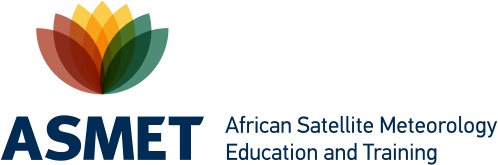 ASMET
African Satellite Meteorology
Education and Training